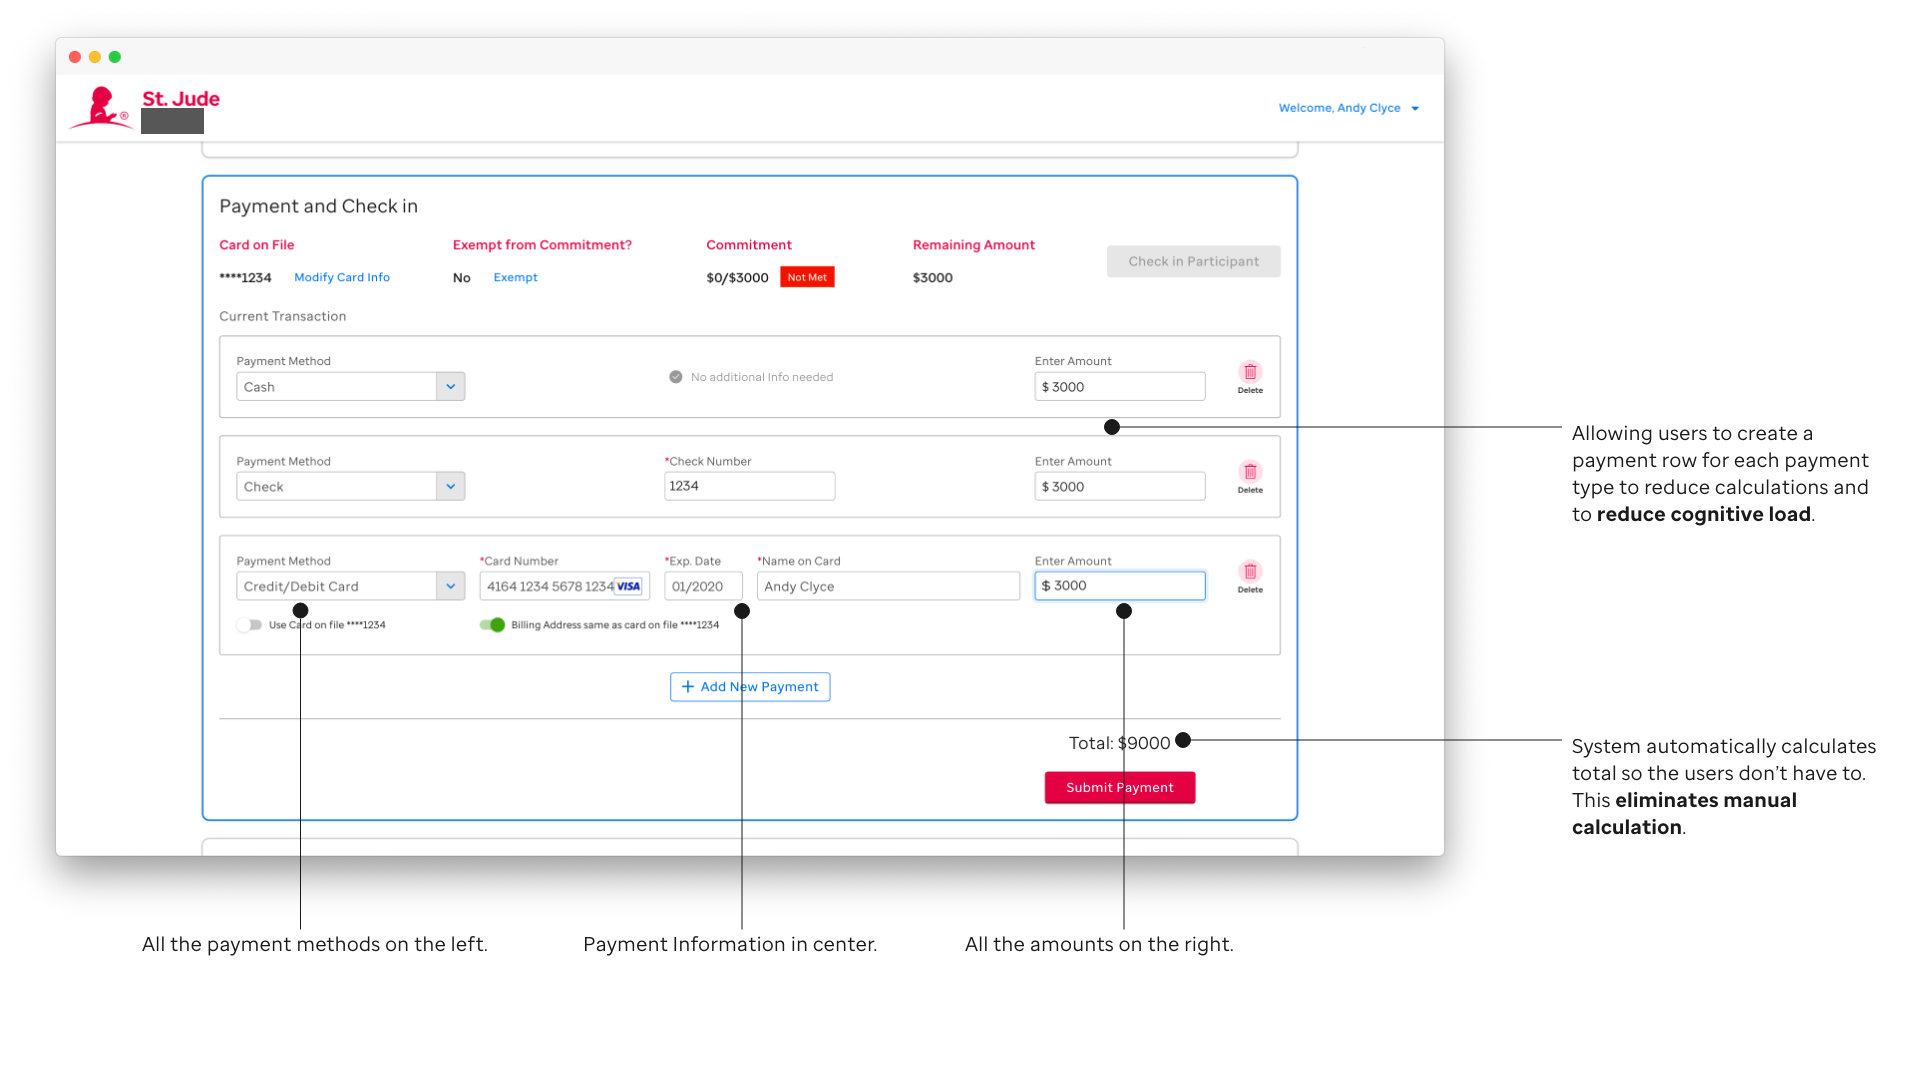 St. Jude
®
Welcome, Andy Clyce
Payment and Check in
Card on File
Exempt from Commitment?
Commitment
Remaining Amount
Check in Participant
****1234 Modify Card Info
No Exempt
$0/$3000 Not Met
$3000
Current Transaction
Payment Method
Cash
No additional Info needed
Enter Amount
$ 3000
Delete
Payment Method
Check
*Check Number
1234
Enter Amount
$ 3000
Delete
Payment Method
Credit/Debit Card
*Card Number
4164 1234 5678 1234 VISA
*Exp. Date
01/2020
*Name on Card
Andy Clyce
Enter Amount
$ 3000
Delete
Use Card on file ****1234
Billing Address same as card on file ****1234
+ Add New Payment
Total: $9000
Submit Payment
Allowing users to create a
payment row for each payment
type to reduce calculations and
to reduce cognitive load.
System automatically calculates
total so the users don't have to.
This eliminates manual
calculation.
All the payment methods on the left.
Payment Information in center.
All the amounts on the right.